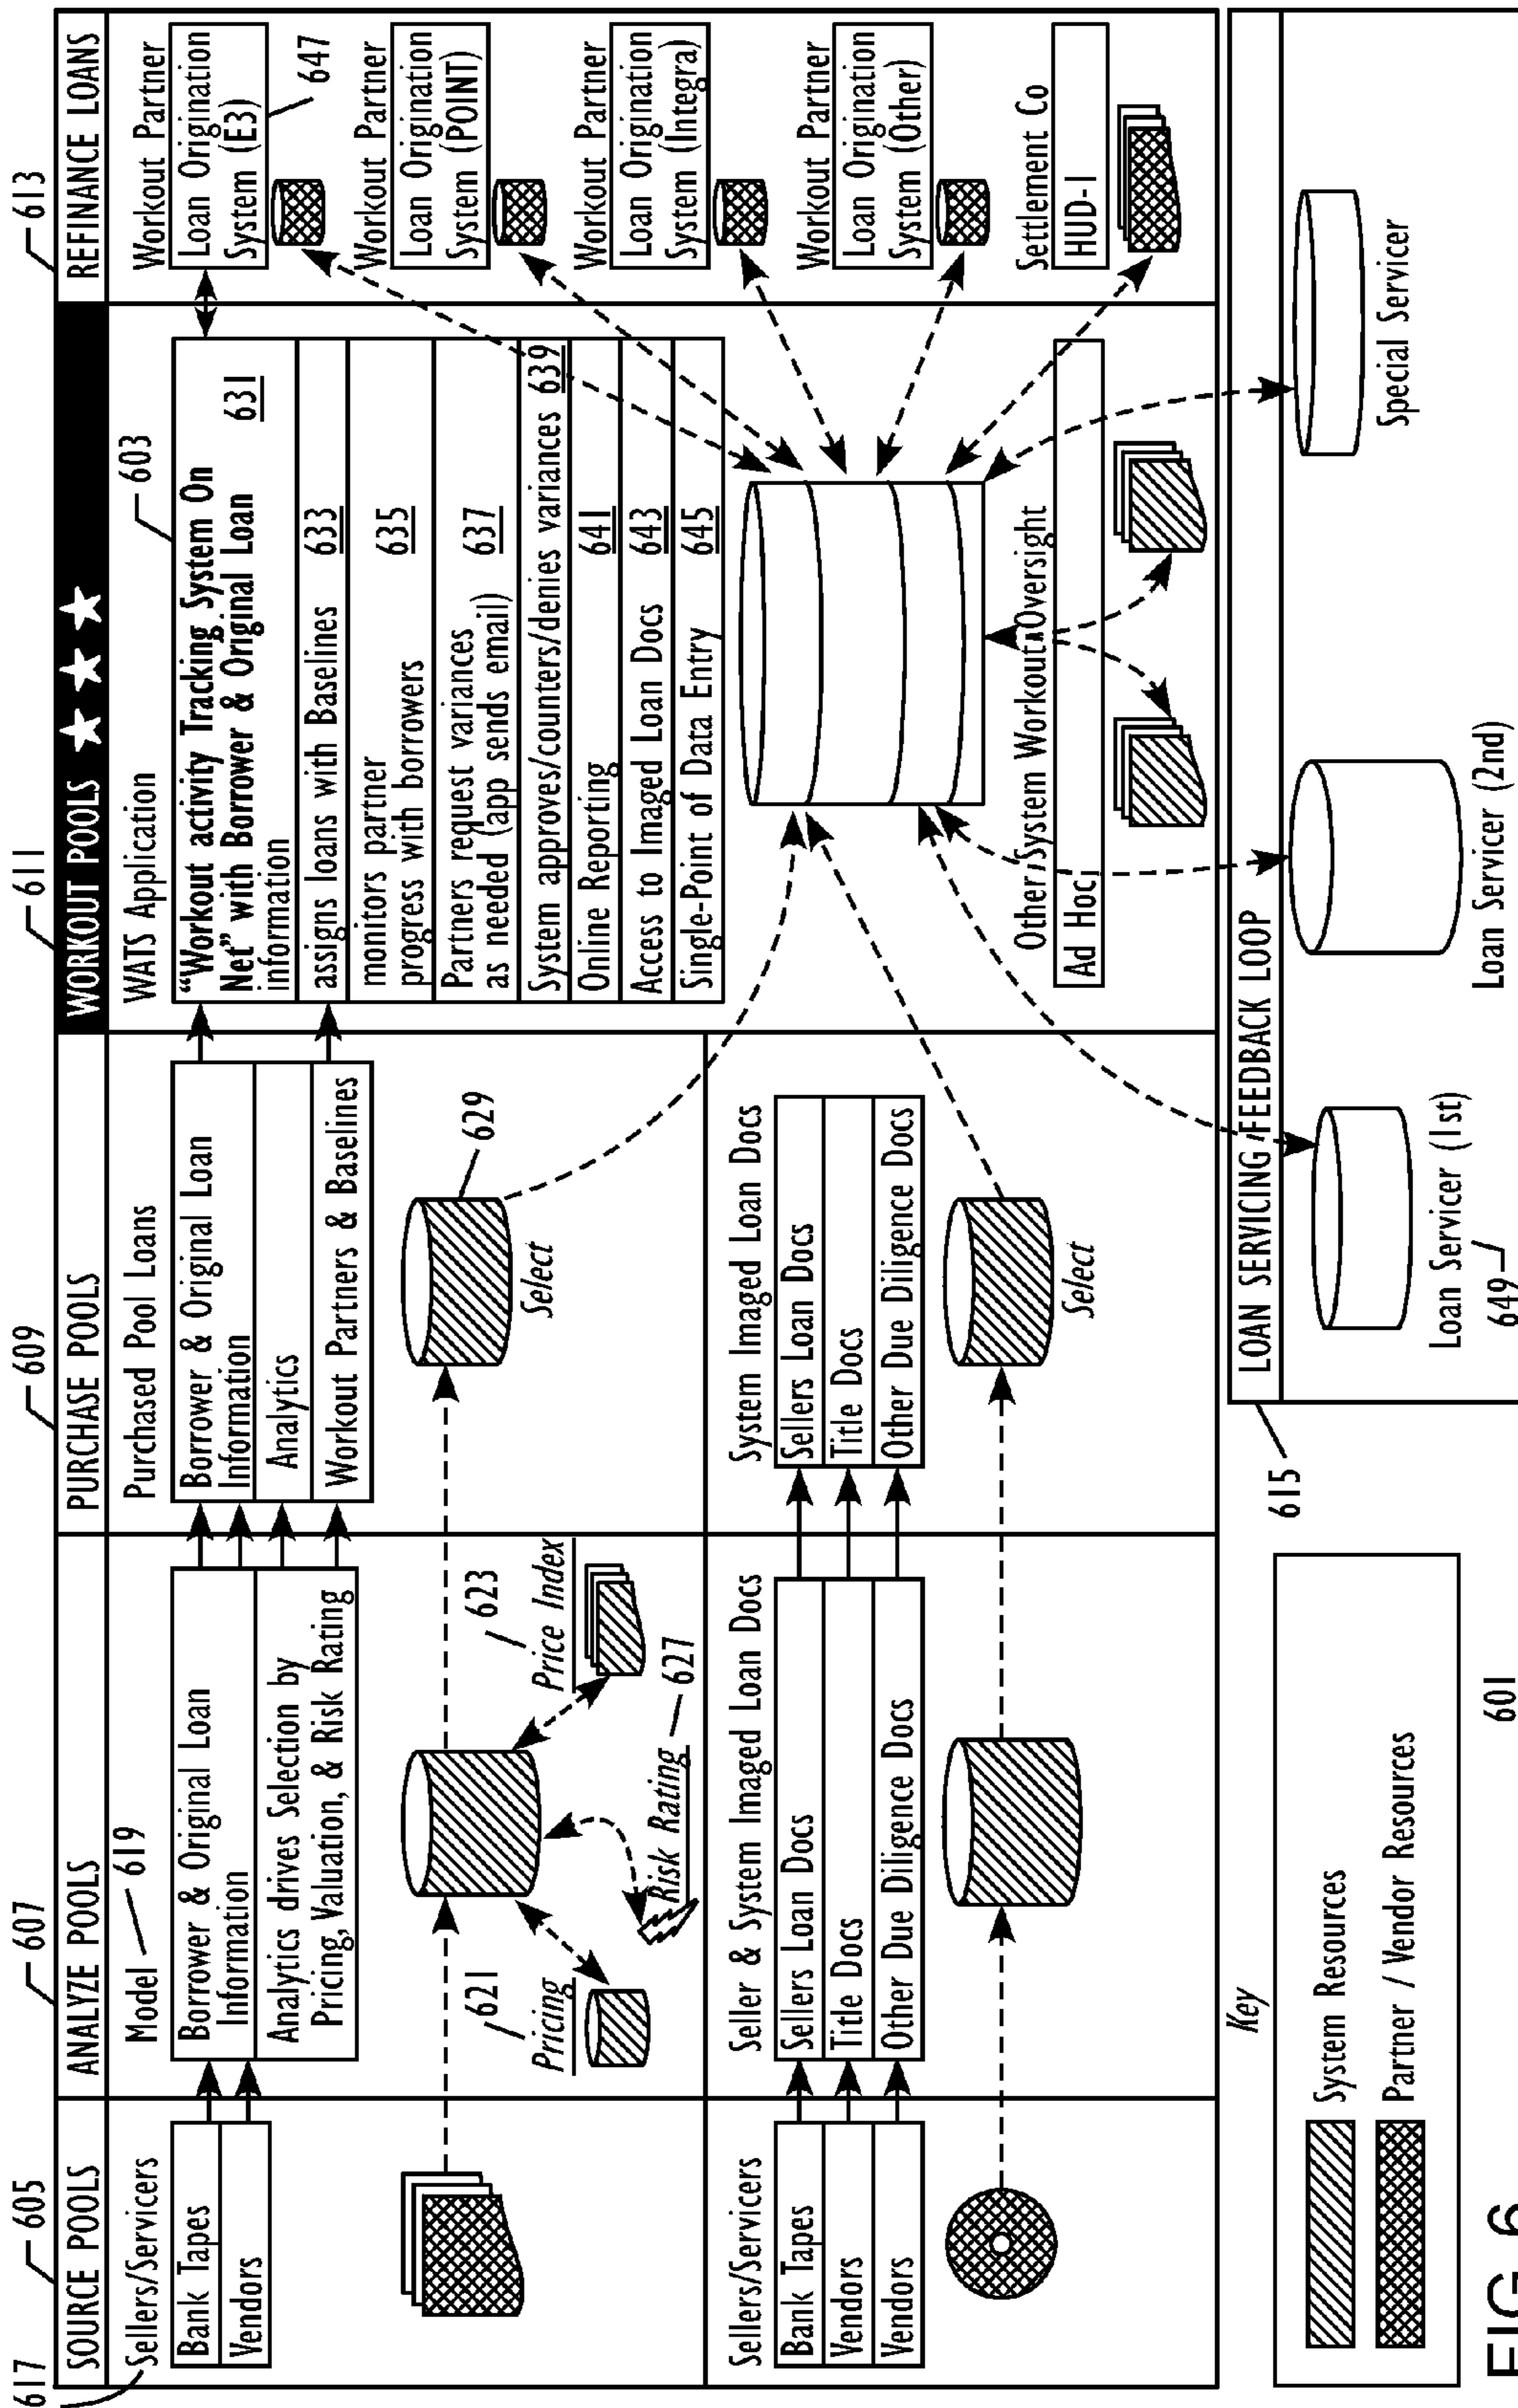 617
605
607
609
611
613
SOURCE POOLS
ANALYZE POOLS
PURCHASE POOLS
WORKOUT POOLS
REFINANCE LOANS
Sellers/Servicers
Bank Tapes
Vendors
Model
619
Borrower & Original Loan
Information
Analytics drives Selection by
Pricing, Valuation, & Risk Rating
621
Pricing
623
Price Index
Risk Rating
627
Purchased Pool Loans
Borrower & Original Loan
Information
Analytics
Workout Partners & Baselines
629
Select
WATS Application
603
“Workout activity Tracking System On
Net” with Borrower & Original Loan
information
631
assigns loans with Baselines 633
monitors partner
progress with borrowers
635
Partners request variances
as needed (app sends email)
637
System approves/counters/denies variances 639
Online Reporting 641
Access to Imaged Loan Docs 643
Single-Point of Data Entry 645
Other System Workout Oversight
Ad Hoc
Workout Partner
Loan Origination
System (E3)
647
Workout Partner
Loan Origination
System (POINT)
Workout Partner
Loan Origination
System (Integra)
Workout Partner
Loan Origination
System (Other)
Settlement Co
HUD-1
Sellers/Servicers
Bank Tapes
Vendors
Vendors
Seller & System Imaged Loan Docs
Sellers Loan Docs
Title Docs
Other Due Diligence Docs
System Imaged Loan Docs
Sellers Loan Docs
Title Docs
Other Due Diligence Docs
Select
Key
System Resources
Partner / Vendor Resources
615
LOAN SERVICING FEEDBACK LOOP
Loan Servicer (1st)
649
Loan Servicer (2nd)
Special Servicer
601
FIG. 6